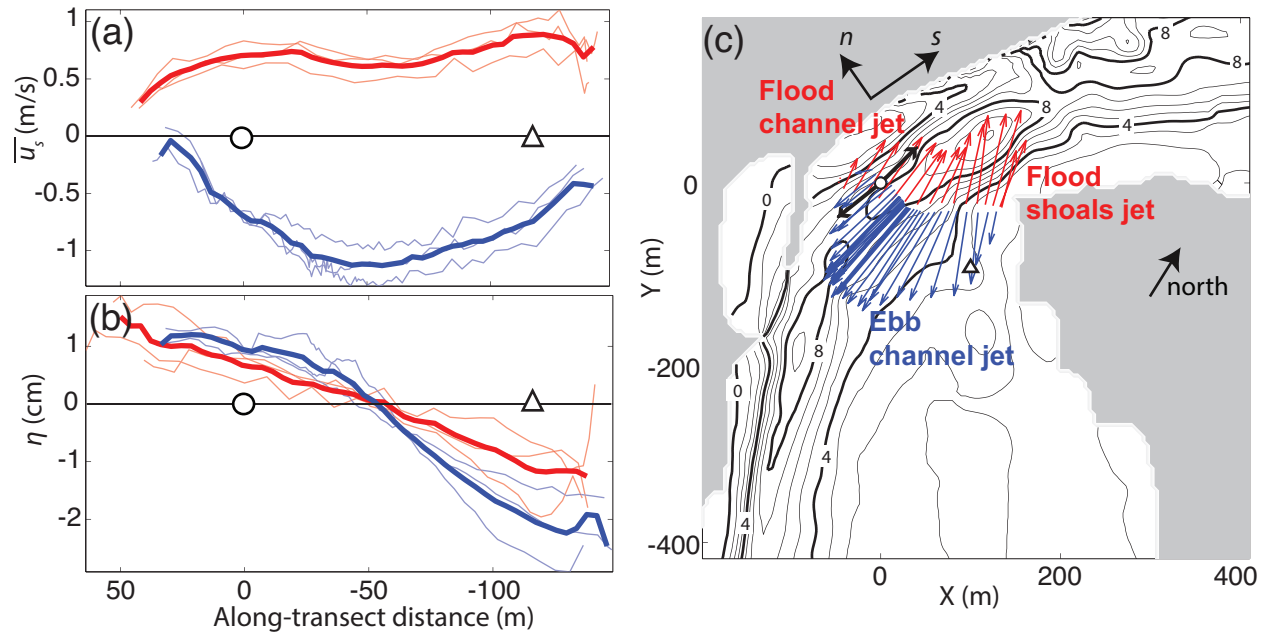 (a)
1
0.5
0
-0.5
-1
u̅ₛ (m/s)
(b)
1
0
-1
-2
η (cm)
50
0
-50
-100
Along-transect distance (m)
(c)
n
s
Flood
channel jet
4
8
8
4
Flood
shoals jet
0
0
north
Ebb
channel jet
8
4
4
0
-200
-400
Y (m)
0
200
400
X (m)